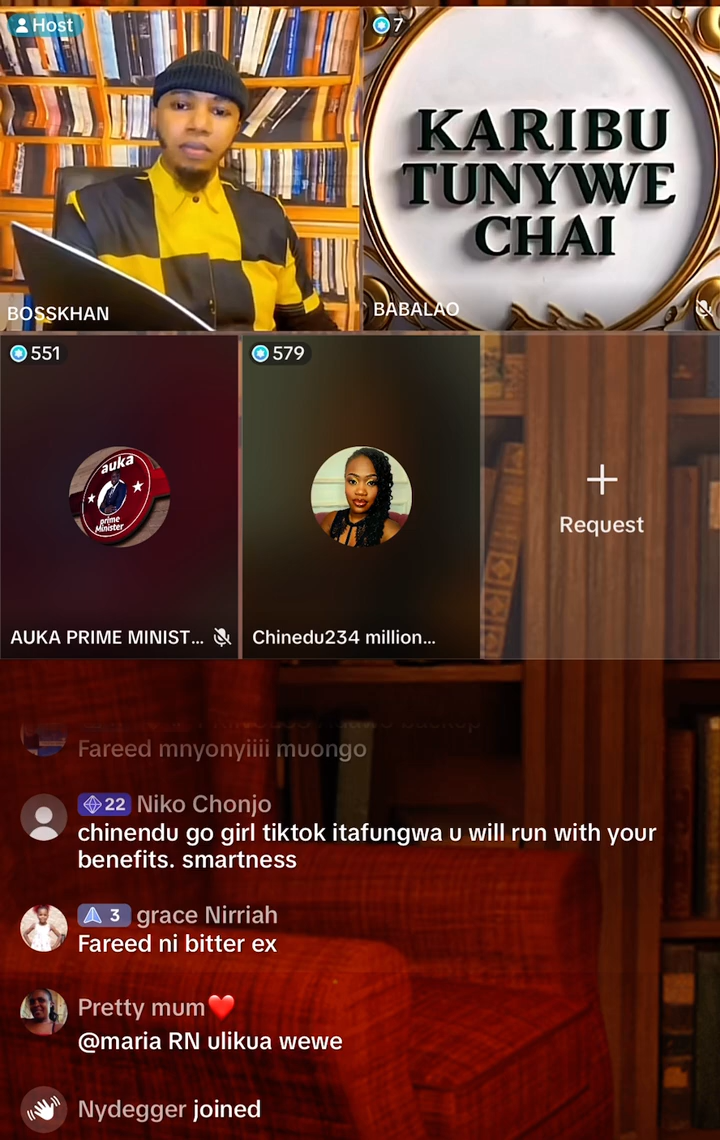 Host
BOSSKHAN
7
KARIBU
TUNYWE
CHAI
BABALAO
551
auka
prime
Minister
AUKA PRIME MINIST...
579
Chinedu234 million...
Request
Fareed mnyonyiiii muongo
22 Niko Chonjo
chinendu go girl tiktok itafungwa u will run with your
benefits. smartness
3 grace Nirriah
Fareed ni bitter ex
Pretty mum❤️
@maria RN ulikua wewe
Nydegger joined